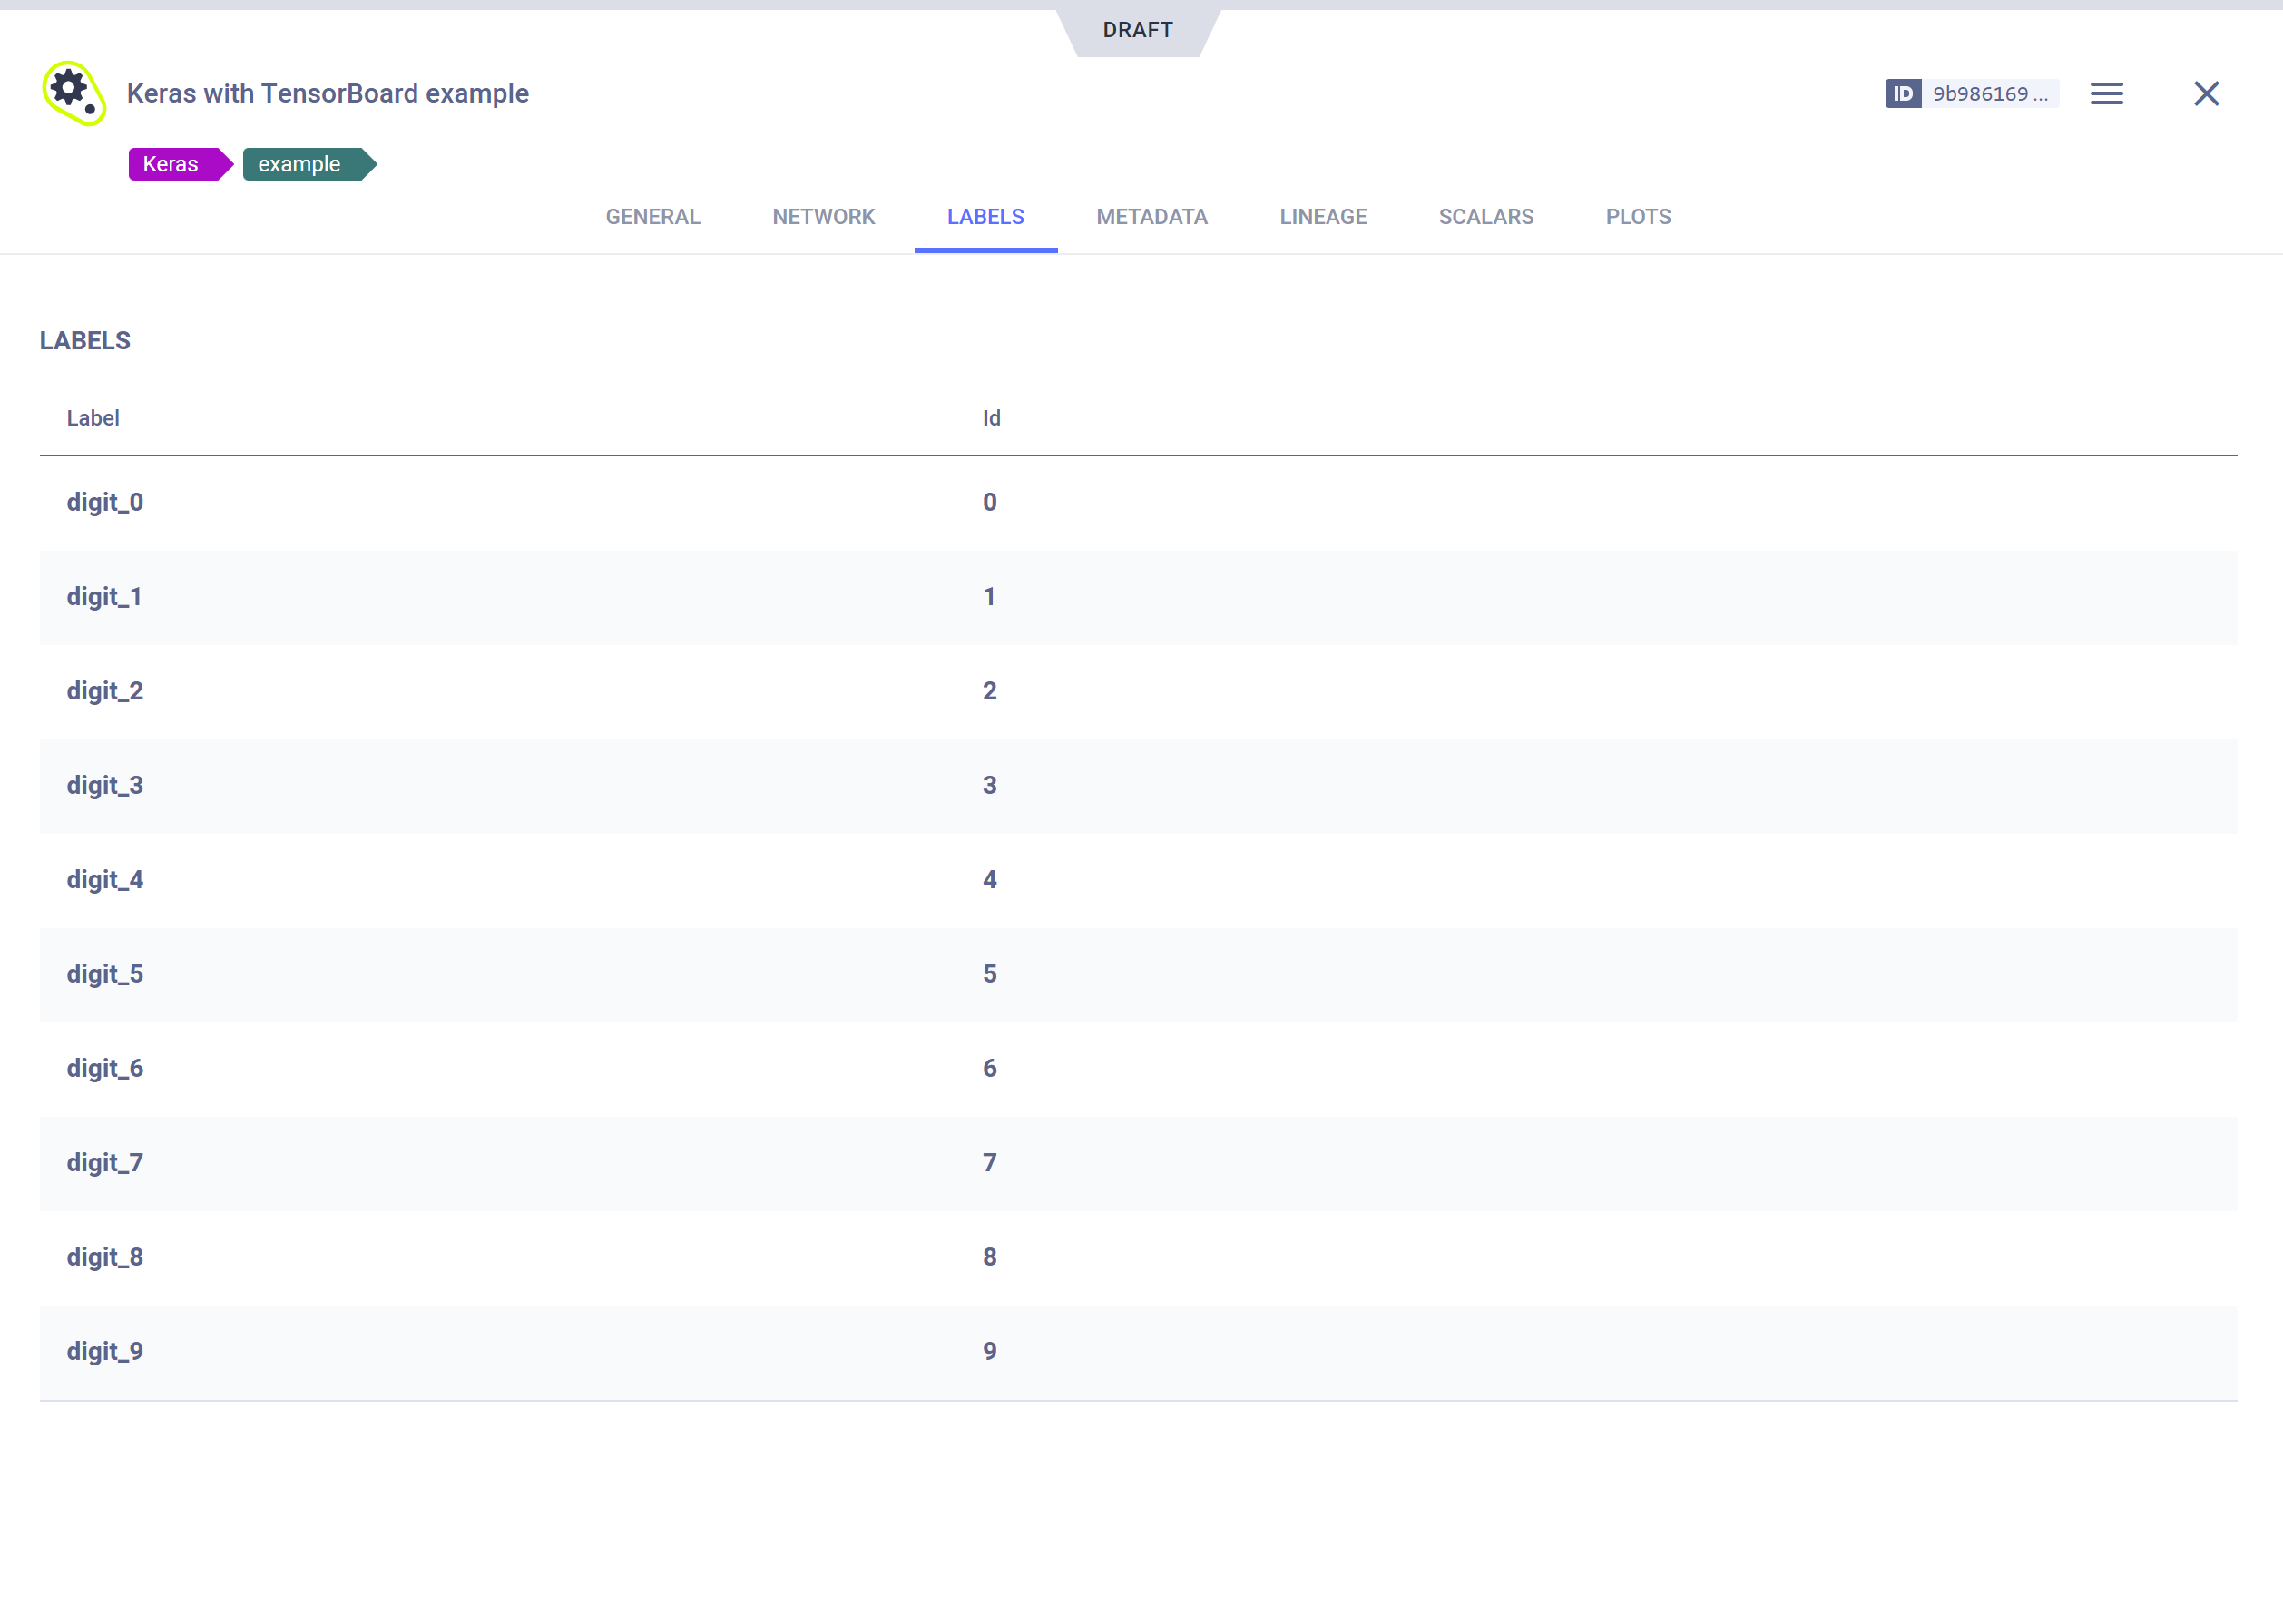 DRAFT
Keras with TensorBoard example
ID 9b986169 ...
Keras example
GENERAL NETWORK LABELS METADATA LINEAGE SCALARS PLOTS
LABELS
Label Id
digit_0 0
digit_1 1
digit_2 2
digit_3 3
digit_4 4
digit_5 5
digit_6 6
digit_7 7
digit_8 8
digit_9 9